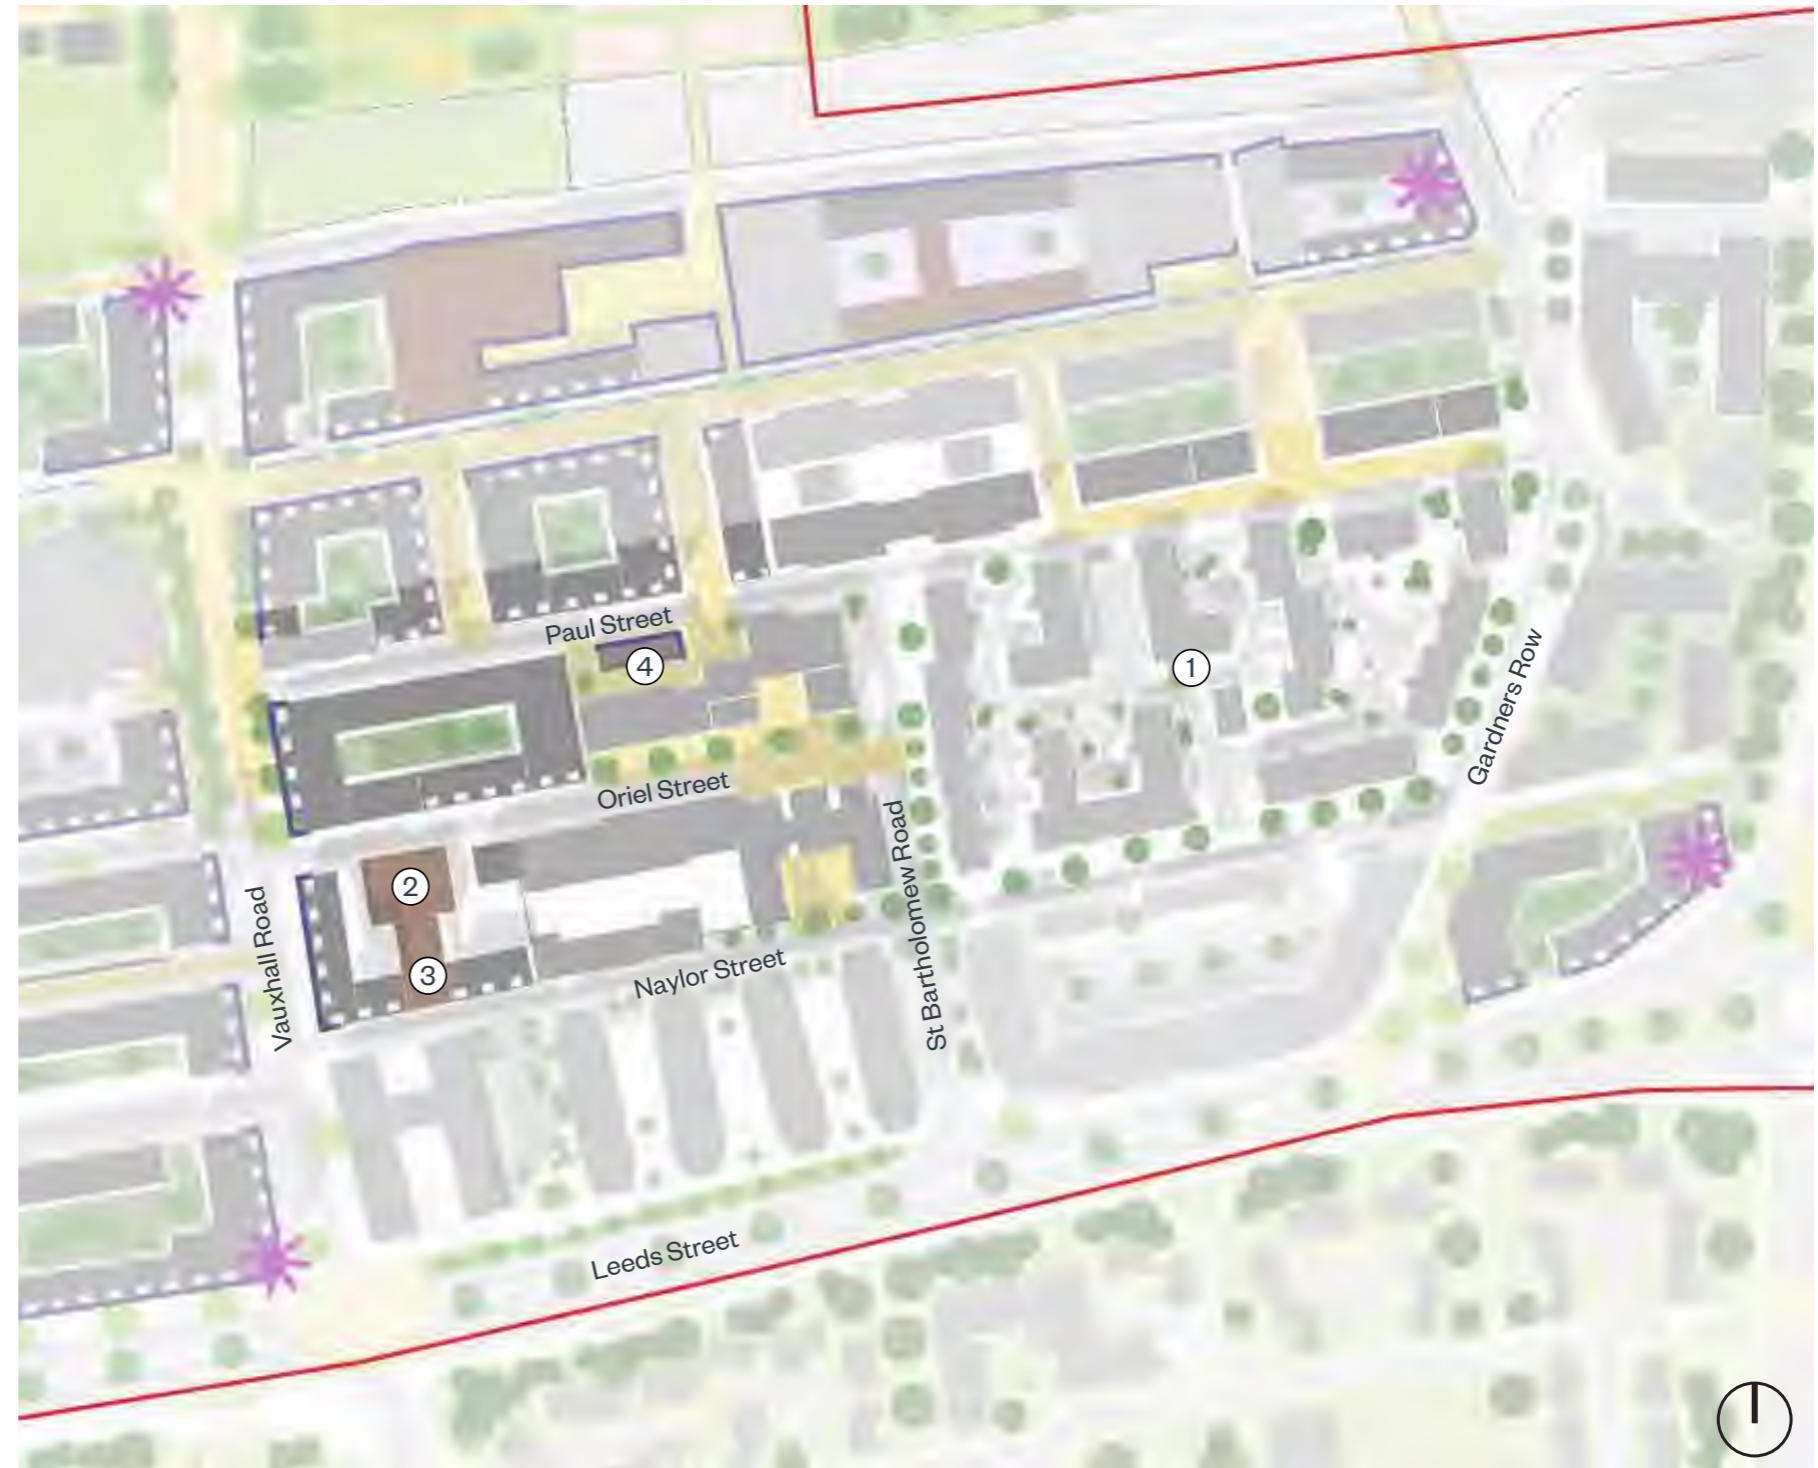 Paul Street
4
1
Gardners Row
Oriel Street
St Bartholomew Road
2
Vauxhall Road
3
Naylor Street
Leeds Street